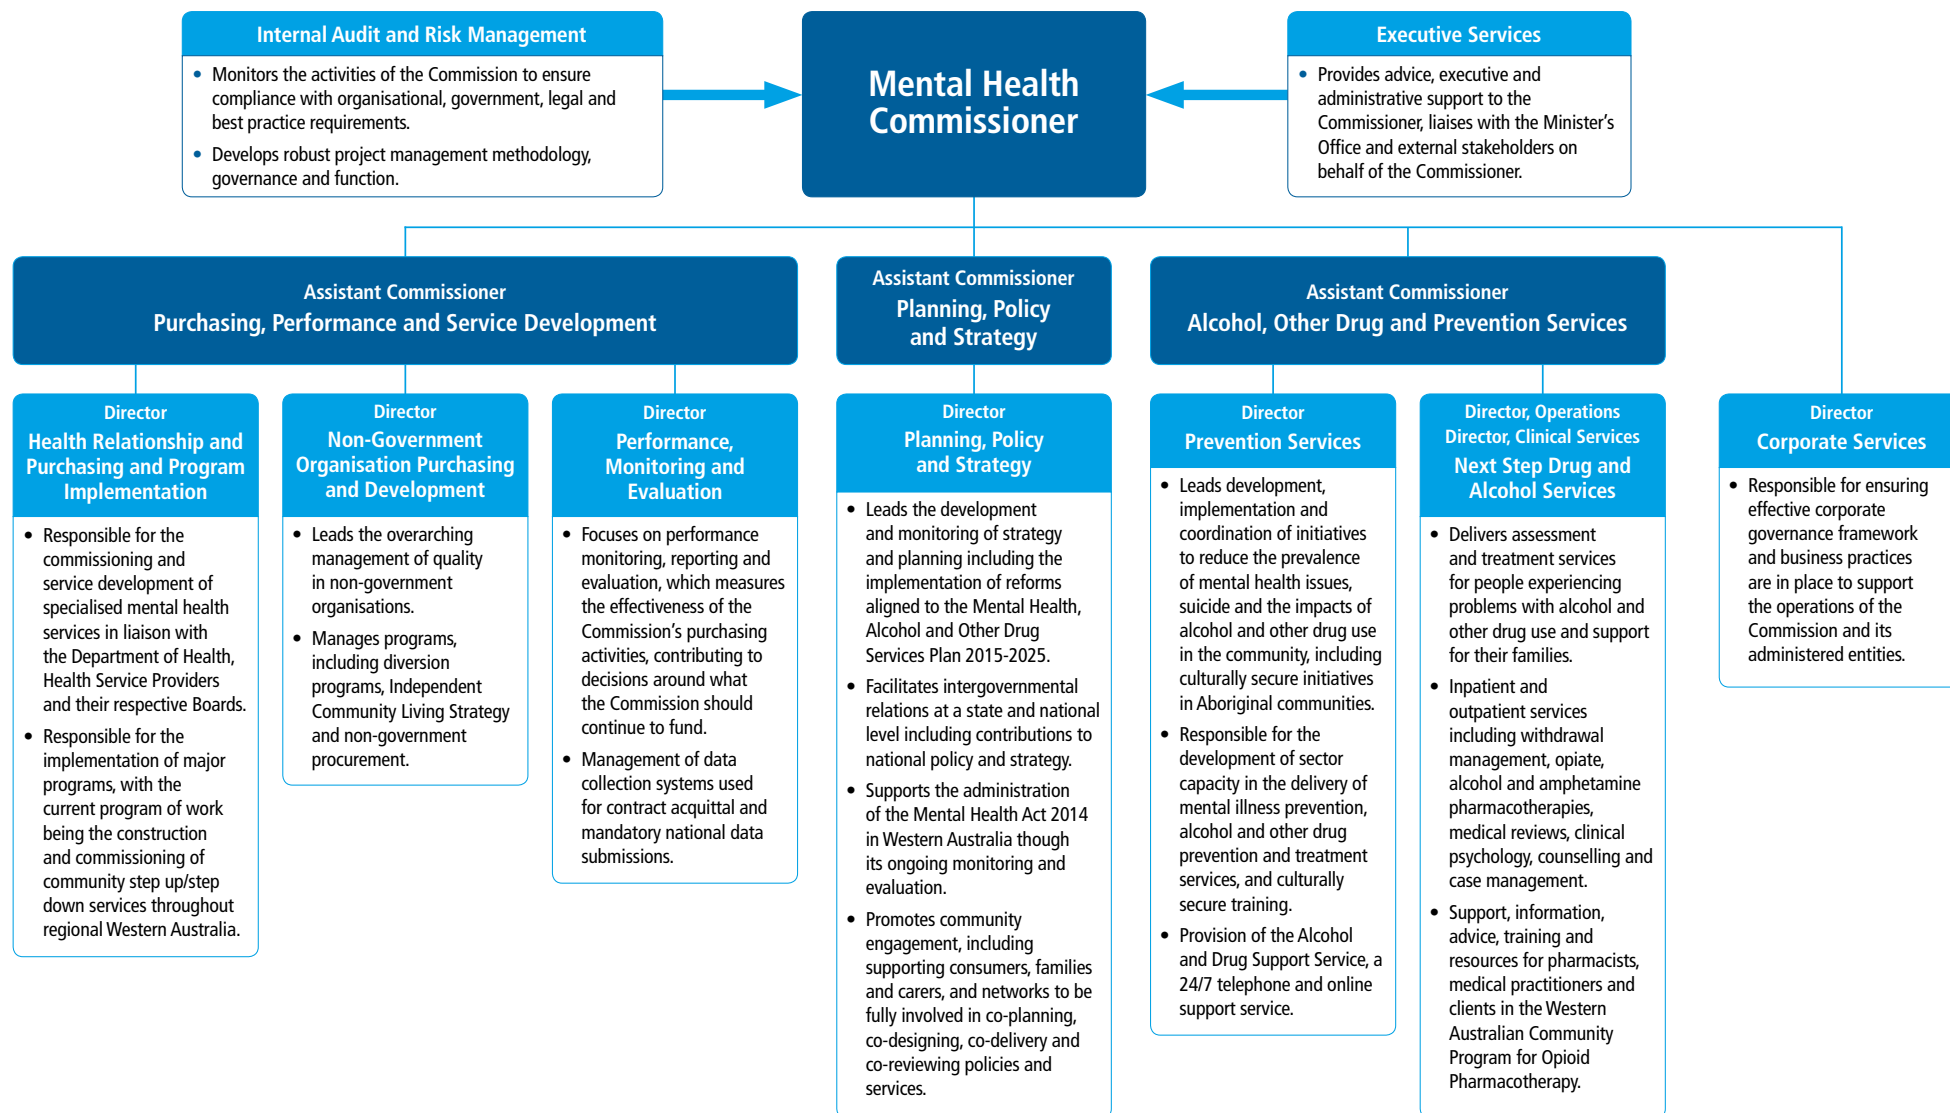 Internal Audit and Risk Management
• Monitors the activities of the Commission to ensure
compliance with organisational, government, legal and
best practice requirements.
• Develops robust project management methodology,
governance and function.
Mental Health
Commissioner
Executive Services
• Provides advice, executive and
administrative support to the
Commissioner, liaises with the Minister’s
Office and external stakeholders on
behalf of the Commissioner.
Assistant Commissioner
Purchasing, Performance and Service Development
Assistant Commissioner
Planning, Policy
and Strategy
Assistant Commissioner
Alcohol, Other Drug and Prevention Services
Director
Health Relationship and
Purchasing and Program
Implementation
• Responsible for the
commissioning and
service development of
specialised mental health
services in liaison with
the Department of Health,
Health Service Providers
and their respective Boards.
• Responsible for the
implementation of major
programs, with the
current program of work
being the construction
and commissioning of
community step up/step
down services throughout
regional Western Australia.
Director
Non-Government
Organisation Purchasing
and Development
• Leads the overarching
management of quality
in non-government
organisations.
• Manages programs,
including diversion
programs, Independent
Community Living Strategy
and non-government
procurement.
Director
Performance,
Monitoring and
Evaluation
• Focuses on performance
monitoring, reporting and
evaluation, which measures
the effectiveness of the
Commission’s purchasing
activities, contributing to
decisions around what
the Commission should
continue to fund.
• Management of data
collection systems used
for contract acquittal and
mandatory national data
submissions.
Director
Planning, Policy
and Strategy
• Leads the development
and monitoring of strategy
and planning including the
implementation of reforms
aligned to the Mental Health,
Alcohol and Other Drug
Services Plan 2015-2025.
• Facilitates intergovernmental
relations at a state and national
level including contributions to
national policy and strategy.
• Supports the administration
of the Mental Health Act 2014
in Western Australia though
its ongoing monitoring and
evaluation.
• Promotes community
engagement, including
supporting consumers, families
and carers, and networks to be
fully involved in co-planning,
co-designing, co-delivery and
co-reviewing policies and
services.
Director
Prevention Services
• Leads development,
implementation and
coordination of initiatives
to reduce the prevalence
of mental health issues,
suicide and the impacts of
alcohol and other drug use
in the community, including
culturally secure initiatives
in Aboriginal communities.
• Responsible for the
development of sector
capacity in the delivery of
mental illness prevention,
alcohol and other drug
prevention and treatment
services, and culturally
secure training.
• Provision of the Alcohol
and Drug Support Service, a
24/7 telephone and online
support service.
Director, Operations
Director, Clinical Services
Next Step Drug and
Alcohol Services
• Delivers assessment
and treatment services
for people experiencing
problems with alcohol and
other drug use and support
for their families.
• Inpatient and
outpatient services
including withdrawal
management, opiate,
alcohol and amphetamine
pharmacotherapies,
medical reviews, clinical
psychology, counselling and
case management.
• Support, information,
advice, training and
resources for pharmacists,
medical practitioners and
clients in the Western
Australian Community
Program for Opioid
Pharmacotherapy.
Director
Corporate Services
• Responsible for ensuring
effective corporate
governance framework
and business practices
are in place to support
the operations of the
Commission and its
administered entities.